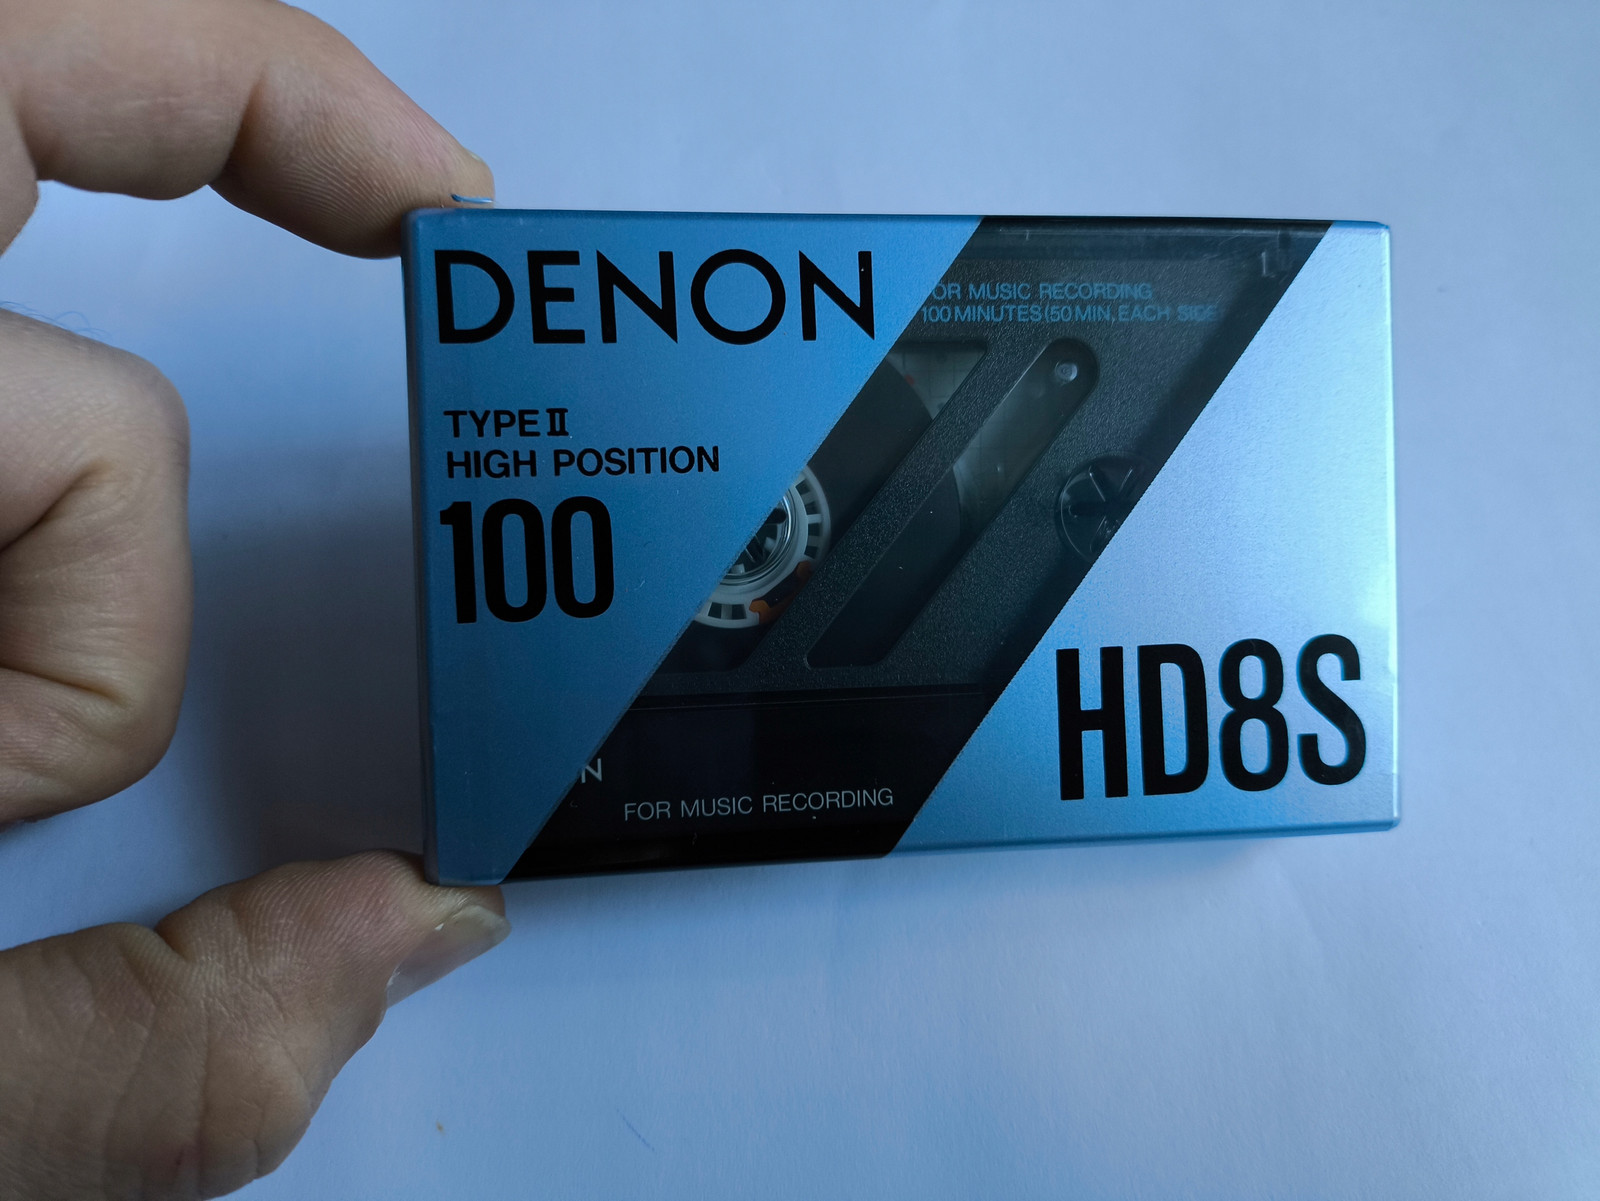 DENON
OR MUSIC RECORDING
100 MINUTES (50 MIN, EACH SIDE)
TYPE II
HIGH POSITION
100
HD8S
N
FOR MUSIC RECORDING